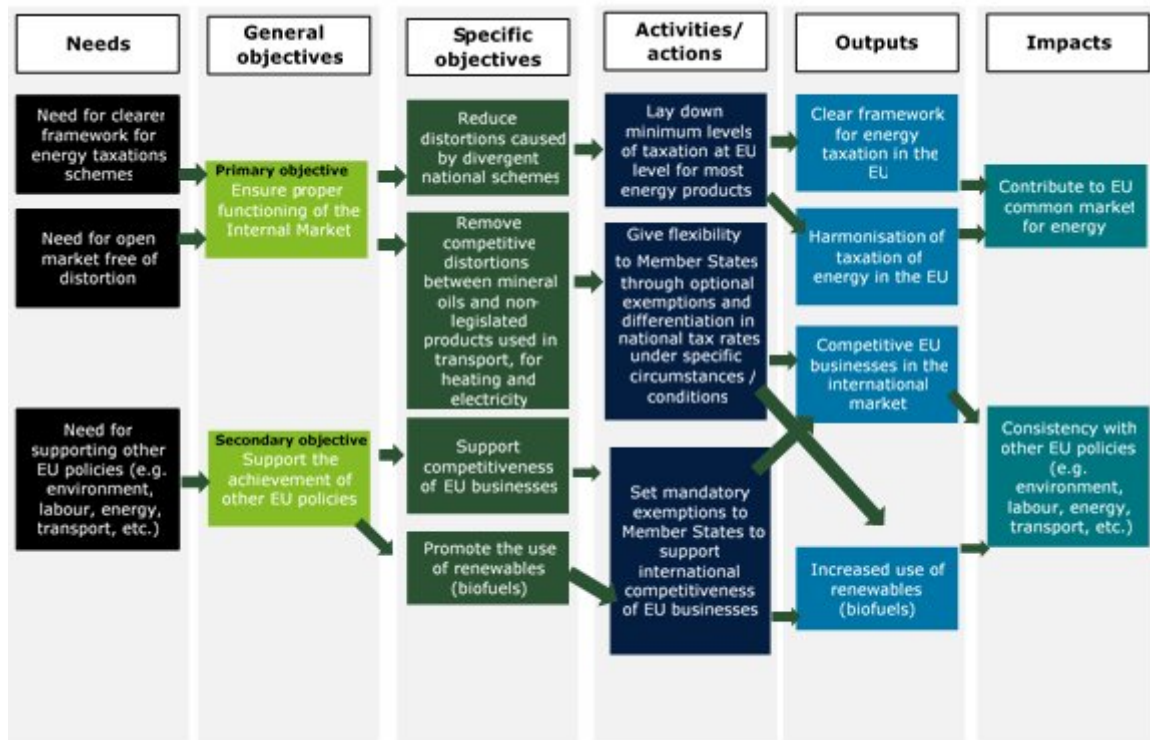 Needs
General
objectives
Specific
objectives
Activities/
actions
Outputs
Impacts
Need for clearer
framework for
energy taxations
schemes
Need for open
market free of
distortion
Need for
supporting other
EU policies (e.g.
environment,
labour, energy,
transport, etc.)
Primary objective
Ensure proper
functioning of the
Internal Market
Secondary objective
Support the
achievement of
other EU policies
Reduce
distortions caused
by divergent
national schemes
Remove
competitive
distortions
between mineral
oils and non-
legislated
products used in
transport, for
heating and
electricity
Support
competitiveness
of EU businesses
Promote the use
of renewables
(biofuels)
Lay down
minimum levels
of taxation at EU
level for most
energy products
Give flexibility
to Member States
through optional
exemptions and
differentiation in
national tax rates
under specific
circumstances /
conditions
Set mandatory
exemptions to
Member States to
support
international
competitiveness
of EU businesses
Clear framework
for energy
taxation in the
EU
Harmonisation of
taxation of
energy in the EU
Competitive EU
businesses in the
international
market
Increased use of
renewables
(biofuels)
Contribute to EU
common market
for energy
Consistency with
other EU policies
(e.g.
environment,
labour, energy,
transport, etc.)